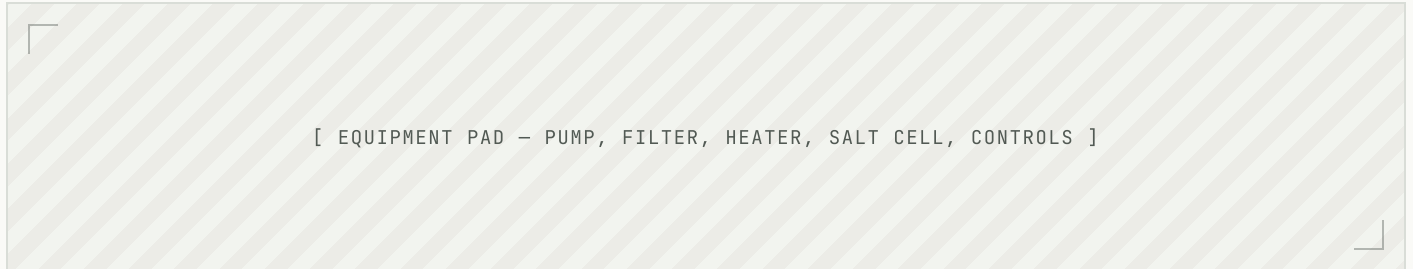 [ EQUIPMENT PAD — PUMP, FILTER, HEATER, SALT CELL, CONTROLS ]